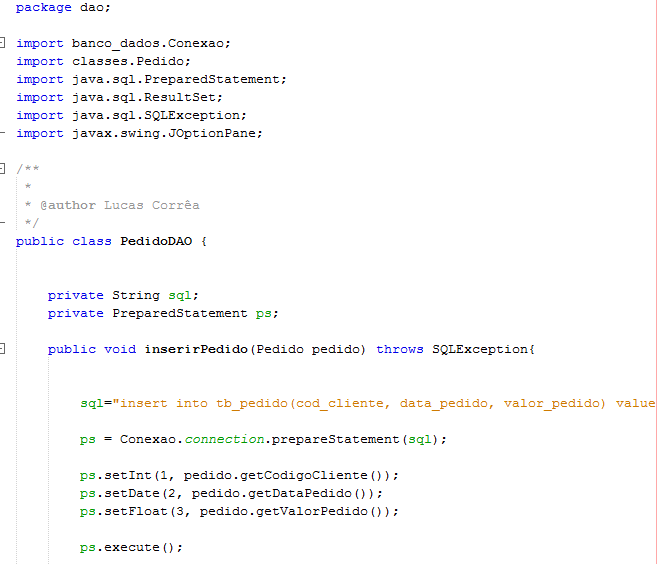 package dao;
import banco_dados.Conexao;
import classes.Pedido;
import java.sql.PreparedStatement;
import java.sql.ResultSet;
import java.sql.SQLException;
import javax.swing.JOptionPane;
/**
*
* @author Lucas Corrêa
*/
public class PedidoDAO {
private String sql;
private PreparedStatement ps;
public void inserirPedido(Pedido pedido) throws SQLException{
sql="insert into tb_pedido(cod_cliente, data_pedido, valor_pedido) value
ps = Conexao.connection.prepareStatement(sql);
ps.setInt(1, pedido.getCodigoCliente());
ps.setDate(2, pedido.getDataPedido());
ps.setFloat(3, pedido.getValorPedido());
ps.execute();